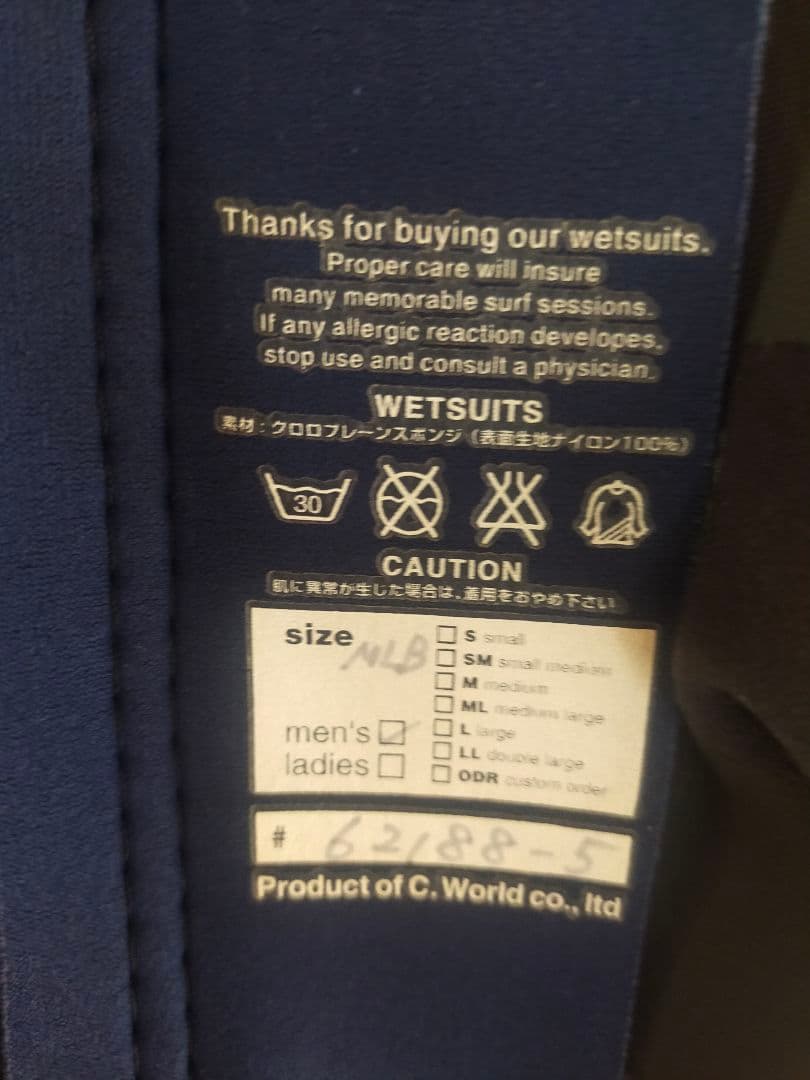 Thanks for buying our wetsuits.
Proper care will insure
many memorable surf sessions.
If any allergic reaction developes,
stop use and consult a physician.
WETSUITS
素材：クロロプレーンスポンジ（表面生地ナイロン100%）
30
CAUTION
肌に異常が生じた場合は、着用をおやめ下さい
size MLB
S small
SM small medium
M medium
ML medium large
L large
LL double large
ODR custom order
men's
ladies
# 62188-5
Product of C. World co., ltd